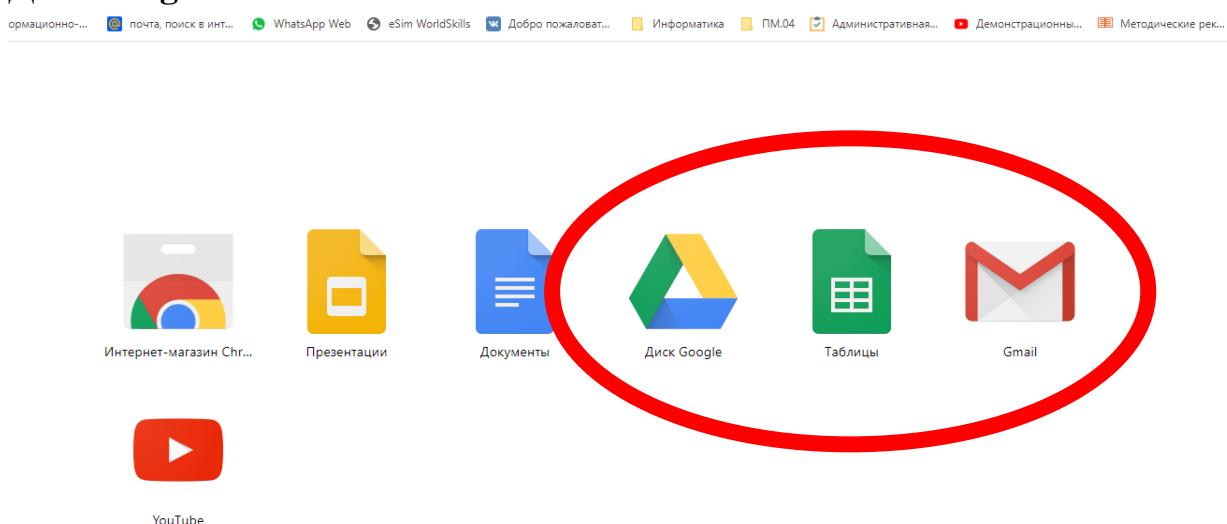 ормационно-... почта, поиск в инт... WhatsApp Web eSim WorldSkills Добро пожаловат... Информатика ПМ.04 Административная... Демонстрационны... Методические рек...
Интернет-магазин Chr... Презентации Документы Диск Google Таблицы Gmail
YouTube